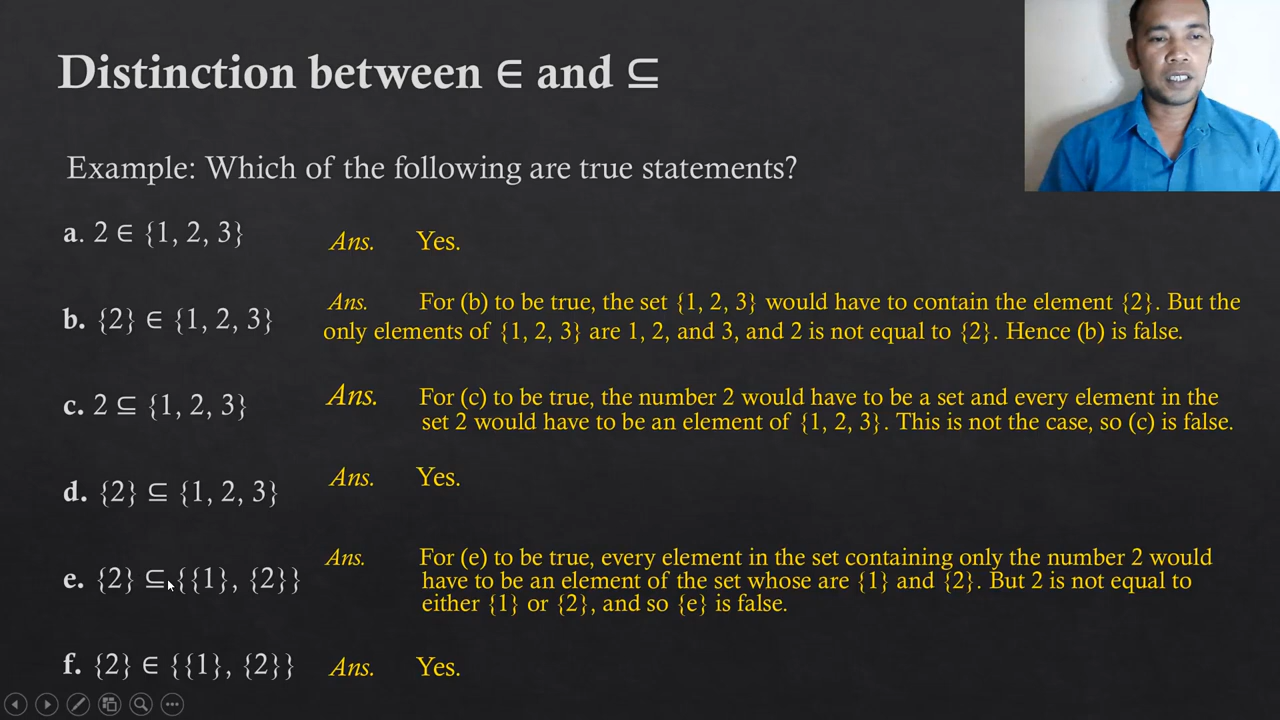 Distinction between ∈ and ⊆
Example: Which of the following are true statements?
a. 2 ∈ {1, 2, 3}
Ans. Yes.
b. {2} ∈ {1, 2, 3}
Ans. For (b) to be true, the set {1, 2, 3} would have to contain the element {2}. But the
only elements of {1, 2, 3} are 1, 2, and 3, and 2 is not equal to {2}. Hence (b) is false.
c. 2 ⊆ {1, 2, 3}
Ans. For (c) to be true, the number 2 would have to be a set and every element in the
set 2 would have to be an element of {1, 2, 3}. This is not the case, so (c) is false.
d. {2} ⊆ {1, 2, 3}
Ans. Yes.
e. {2} ⊆ {{1}, {2}}
Ans. For (e) to be true, every element in the set containing only the number 2 would
have to be an element of the set whose are {1} and {2}. But 2 is not equal to
either {1} or {2}, and so {e} is false.
f. {2} ∈ {{1}, {2}}
Ans. Yes.